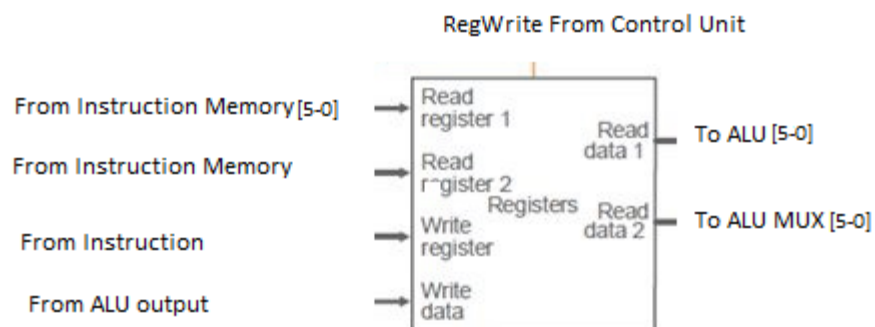 RegWrite From Control Unit
From Instruction Memory[5-0]
From Instruction Memory
From Instruction
From ALU output
Read
register 1
Read
register 2
Write
register
Write
data
Registers
Read
data 1
Read
data 2
To ALU [5-0]
To ALU MUX [5-0]